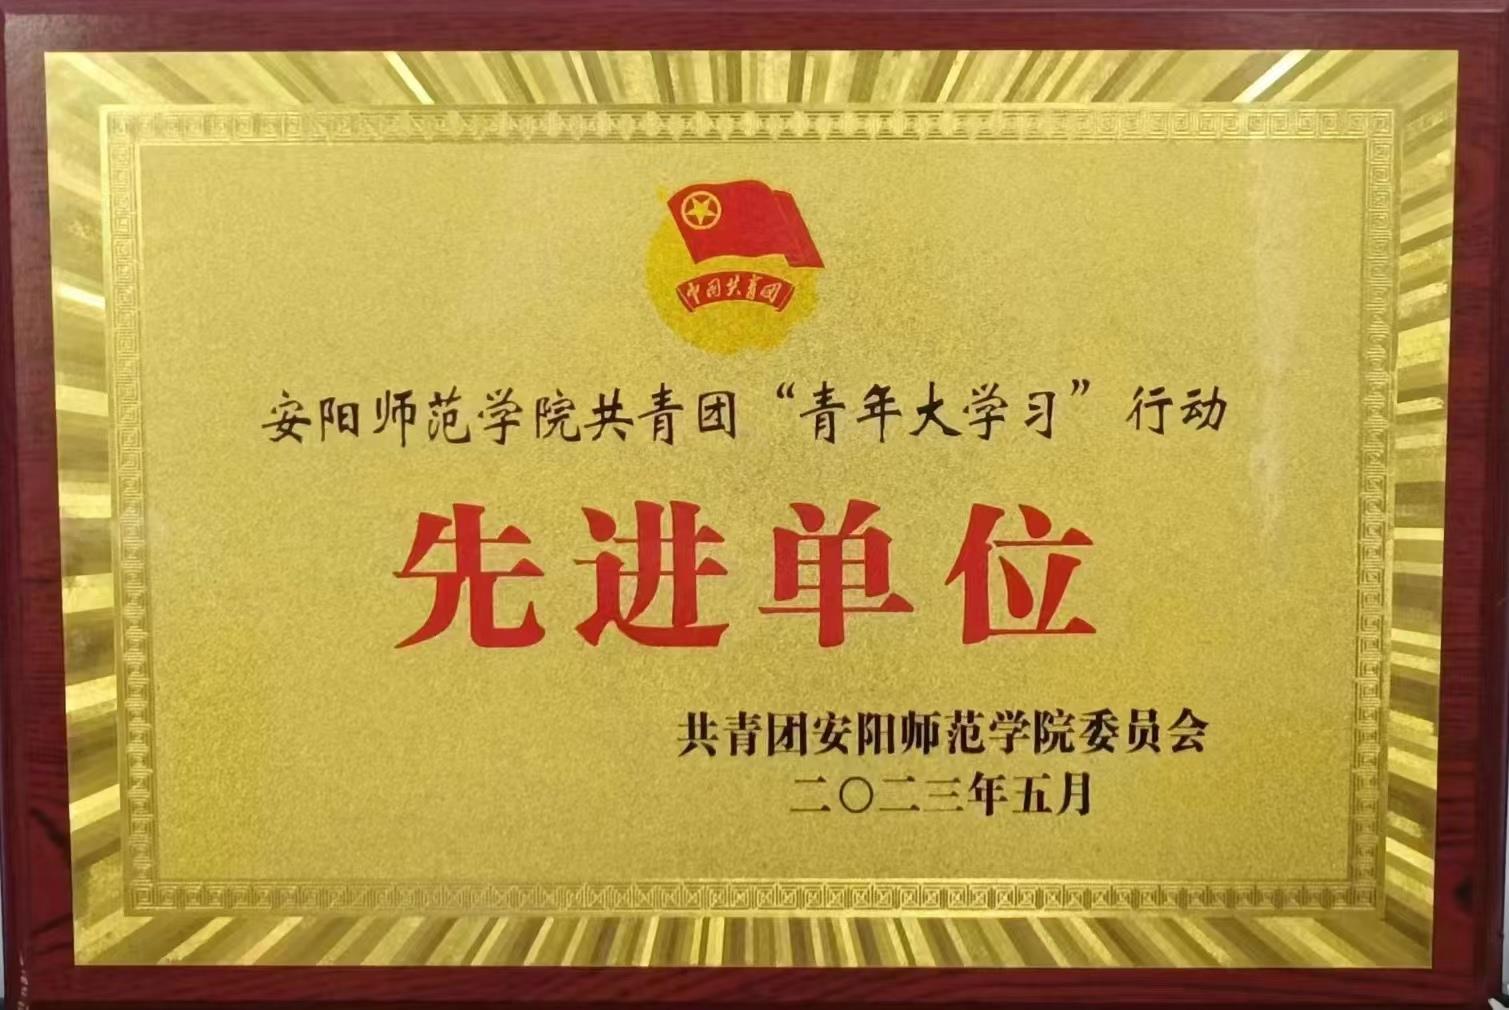 中国共青团
安阳师范学院共青团“青年大学习”行动
先进单位
共青团安阳师范学院委员会
二〇二三年五月